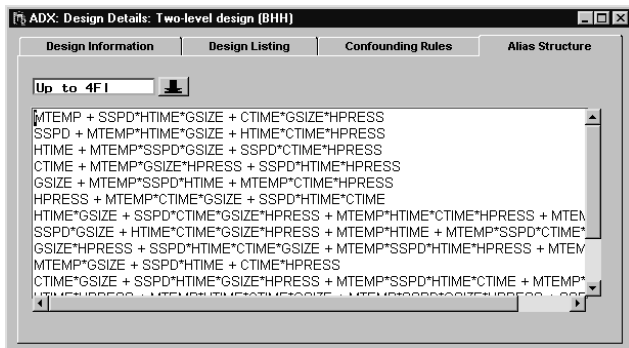 ADX: Design Details: Two-level design (BHH)
Design Information Design Listing Confounding Rules Alias Structure
Up to 4FI
MTEMP + SSPD*HTIME*GSIZE + CTIME*GSIZE*HPRESS
SSPD + MTEMP*HTIME*GSIZE + HTIME*CTIME*HPRESS
HTIME + MTEMP*SSPD*GSIZE + SSPD*CTIME*HPRESS
CTIME + MTEMP*GSIZE*HPRESS + SSPD*HTIME*HPRESS
GSIZE + MTEMP*SSPD*HTIME + MTEMP*CTIME*HPRESS
HPRESS + MTEMP*CTIME*GSIZE + SSPD*HTIME*CTIME
HTIME*GSIZE + SSPD*CTIME*GSIZE*HPRESS + MTEMP*HTIME*CTIME*HPRESS +
SSPD*GSIZE + HTIME*CTIME*GSIZE*HPRESS + MTEMP*HTIME + MTEMP*SSPD*CTIME*
GSIZE*HPRESS + SSPD*HTIME*CTIME*GSIZE + MTEMP*SSPD*HTIME*HPRESS + MTEM
MTEMP*GSIZE + SSPD*HTIME + CTIME*HPRESS
CTIME*GSIZE + SSPD*HTIME*GSIZE*HPRESS + MTEMP*SSPD*HTIME*CTIME + MTEMP*